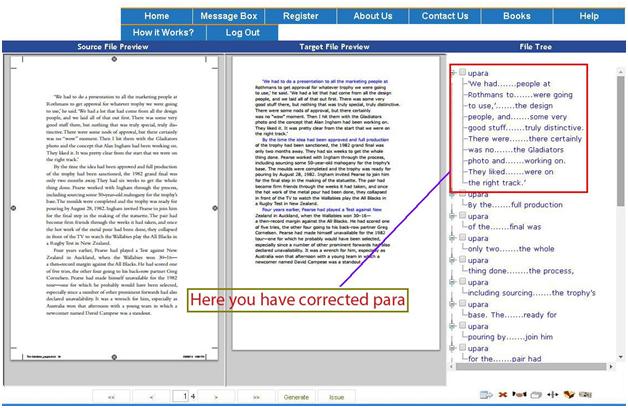 Home Message Box Register About Us Contact Us Books Help
How it Works? Log Out
Source File Preview Target File Preview File Tree
"We had to do a presentation to all the marketing people at
Rothmans to get approval for whatever trophy we were going
to use,' he said. 'We had a lot that had come from all the design
people, and we laid all of that out first. There was some very
good stuff there, but nothing that was truly special, truly dis-
tinctive. There were some nods of approval, but there certainly
was no "wow" moment. Then I hit them with the Gladiators
photo and the concept that Alan Ingham had been working on.
They liked it. It was pretty clear from the start that we were on
the right track.'
By the time the idea had been approved and full production
of the trophy had been sanctioned, the 1982 grand final was
only two months away. They had six weeks to get the whole
thing done. Pearse worked with Ingham through the process,
including sourcing some 50-year-old mahogany for the trophy's
base. The moulds were completed and the trophy was ready for
pouring by August 28, 1982. Ingham invited Pearse to join him
for the final step in the making of the statuette. The pair had
become firm friends through the weeks it had taken, and once
the hot work of the metal pour had been done, they collapsed
in front of the TV to watch the Wallabies play the All Blacks in
a Rugby Test in New Zealand.
Four years earlier, Pearse had played a Test against New
Zealand in Auckland, when the Wallabies won 30–16—
a then-record margin against the All Blacks. He had scored one
of five tries, the other four going to his back-row partner Greg
Cornelsen. Pearse had made himself unavailable for the 1982
tour—one for which he probably would have been selected,
especially since a number of other prominent forwards had also
declared unavailability. It was a wrench for him, especially as
Australia won that afternoon with a young team in which a
newcomer named David Campese was a standout.
'We had to do a presentation to all the marketing people at
Rothmans to get approval for whatever trophy we were going
to use,' he said. 'We had a lot that had come from all the design
people, and we laid all of that out first. There was some very
good stuff there, but nothing that was truly special, truly distinctive.
There were some nods of approval, but there certainly
was no "wow" moment. Then I hit them with the Gladiators
photo and the concept that Alan Ingham had been working on.
They liked it. It was pretty clear from the start that we were on
the right track.'
By the time the idea had been approved and full production
of the trophy had been sanctioned, the 1982 grand final was
only two months away. They had six weeks to get the whole
thing done. Pearse worked with Ingham through the process,
including sourcing some 50-year-old mahogany for the trophy's
base. The moulds were completed and the trophy was ready for
pouring by August 28, 1982. Ingham invited Pearse to join him
for the final step in the making of the statuette. The pair had
become firm friends through the weeks it had taken, and once
the hot work of the metal pour had been done, they collapsed
in front of the TV to watch the Wallabies play the All Blacks in
a Rugby Test in New Zealand.
Four years earlier, Pearse had played a Test against New
Zealand in Auckland, when the Wallabies won 30–16—
a then-record margin against the All Blacks. He had scored one
of five tries, the other four going to his back-row partner Greg
Cornelsen. Pearse had made himself unavailable for the 1982
tour—one for which he probably would have been selected,
especially since a number of other prominent forwards had also
declared unavailability. It was a wrench for him, especially as
Australia won that afternoon with a young team in which a
newcomer named David Campese was a standout.
upara
'We had.......people at
Rothmans to......were going
to use,'.......the design
people, and.......some very
good stuff.......truly distinctive.
There were.......there certainly
was no......the Gladiators
photo and.......working on.
They liked.......were on
the right track.'
upara
By the.......full production
upara
of the.......final was
upara
only two.......the whole
upara
thing done.......the process,
upara
including sourcing.......the trophy's
upara
base. The.......ready for
upara
pouring by.......join him
upara
for the.......pair had
upara
Here you have corrected para
<< < 1 4 > >> Generate Issue